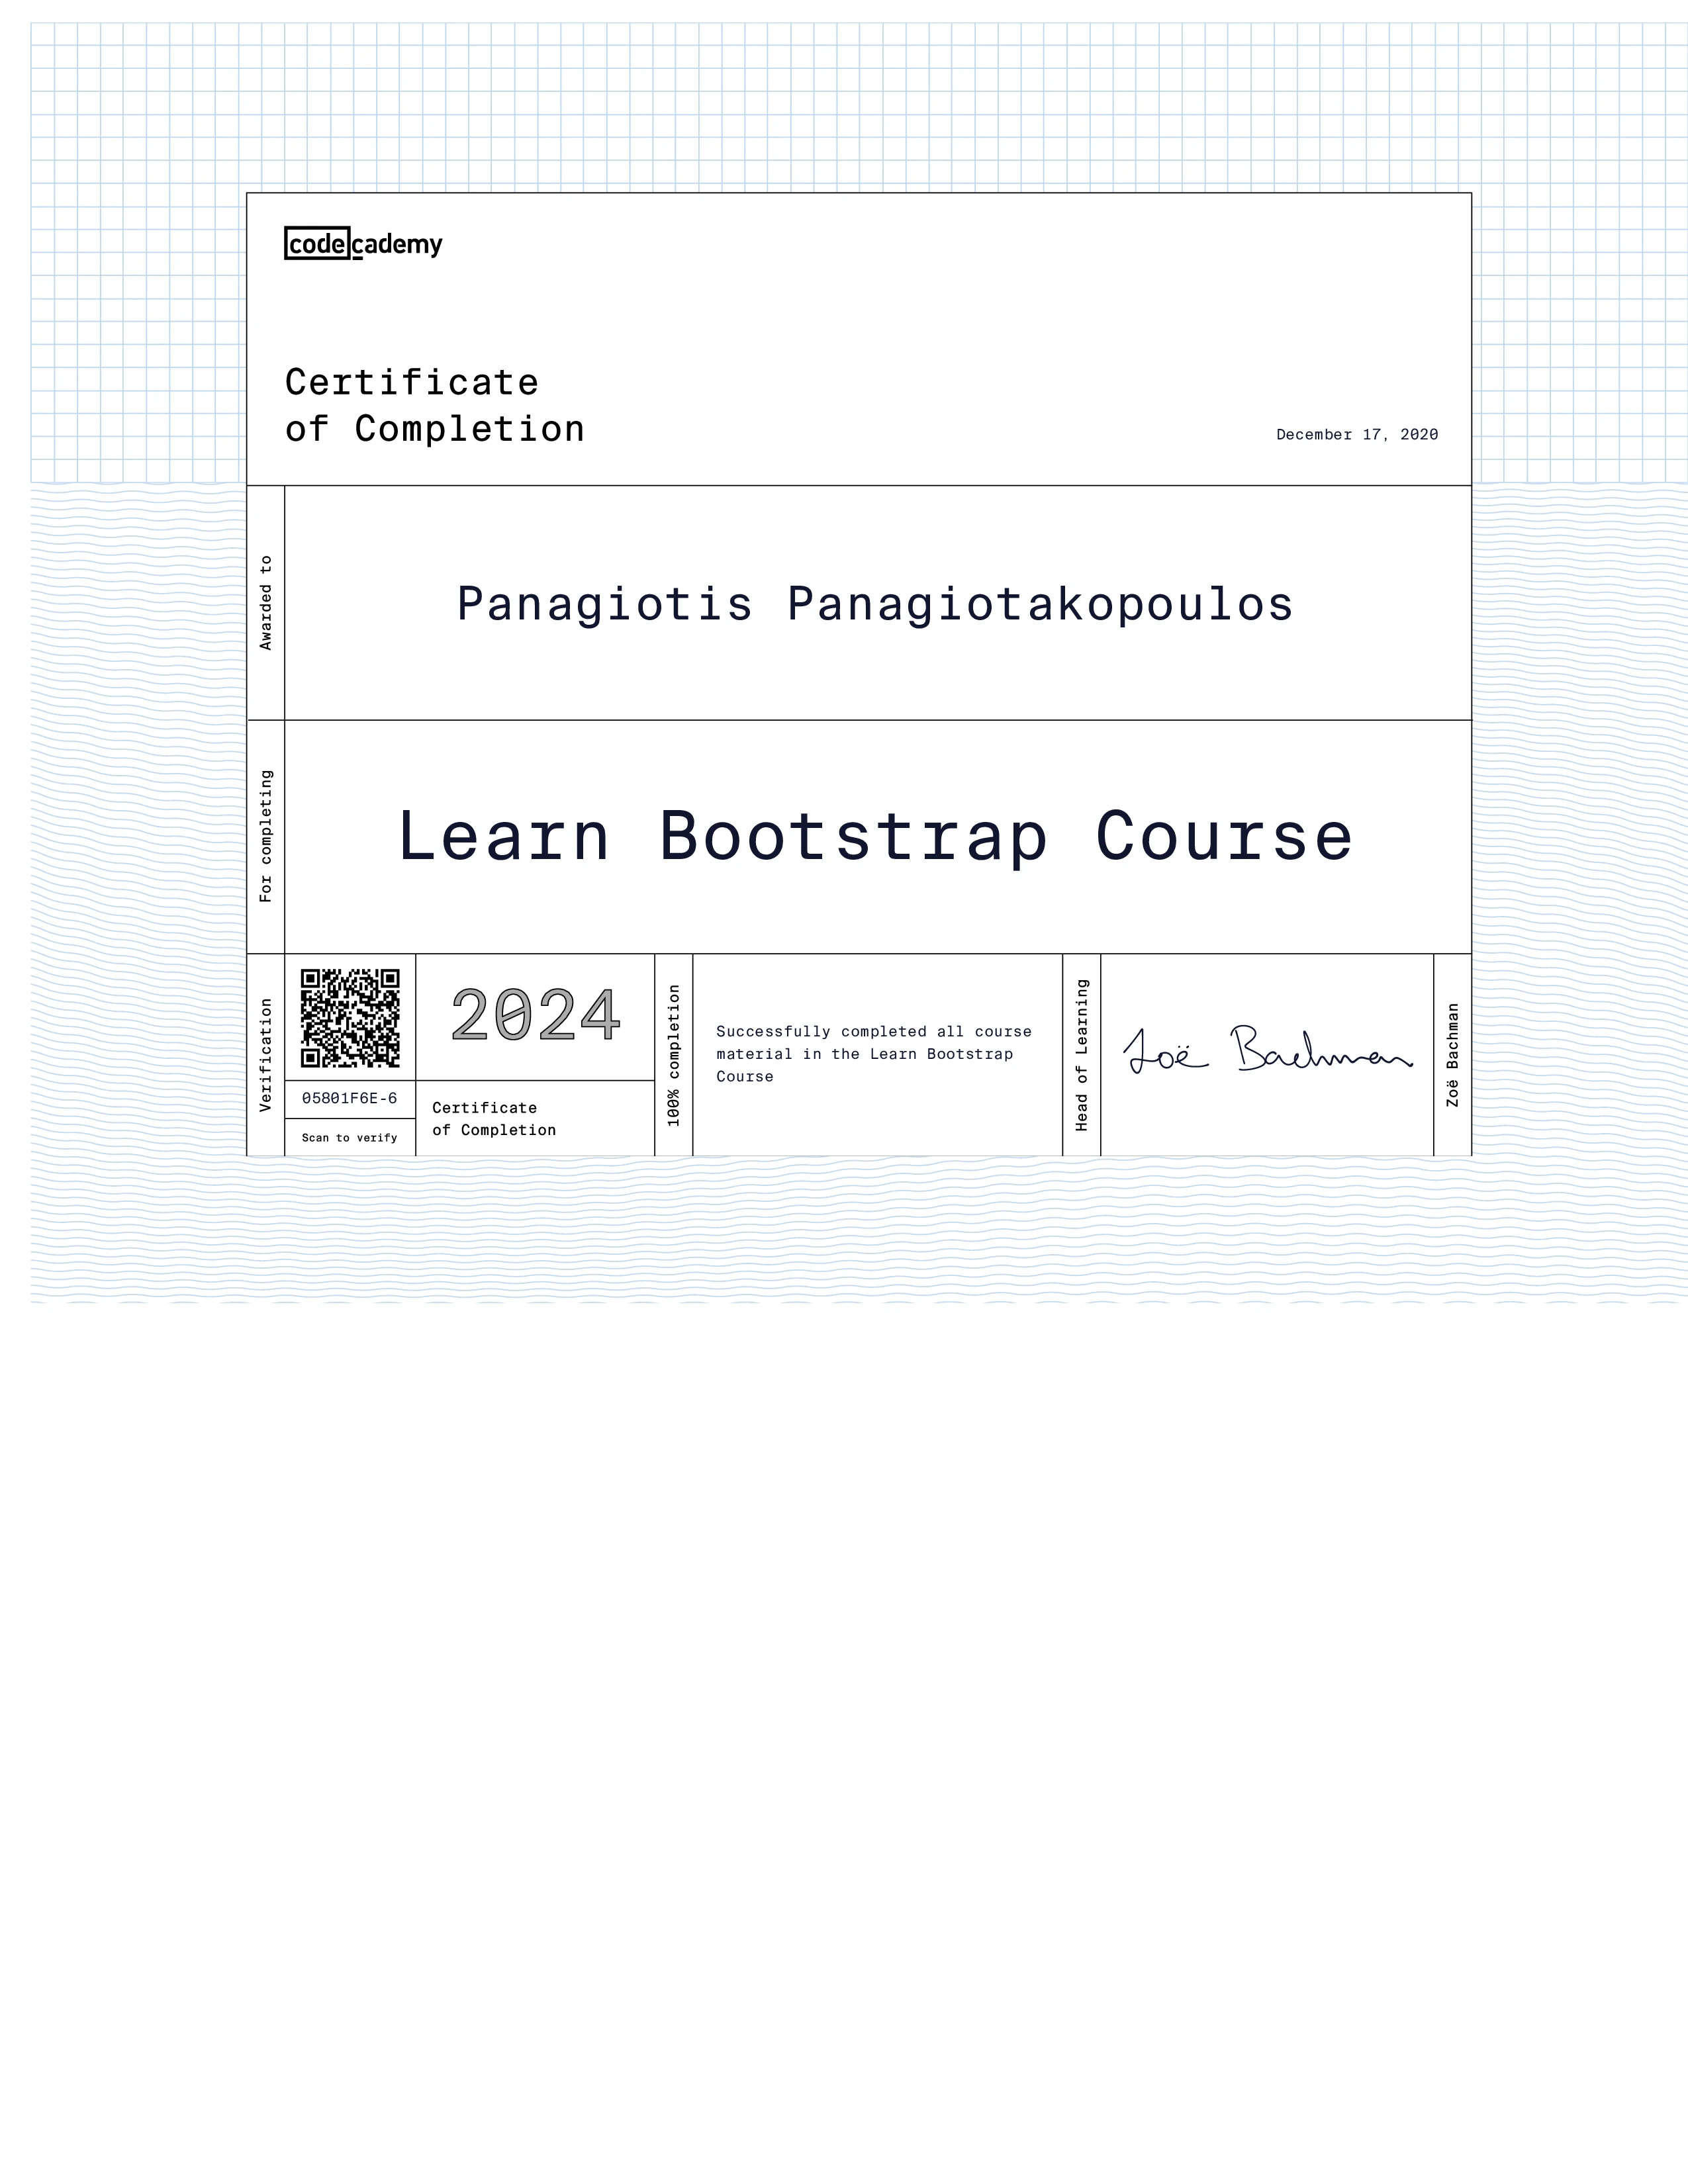 codecademy
Certificate
of Completion
December 17, 2020
Awarded to
Panagiotis Panagiotakopoulos
For completing
Learn Bootstrap Course
Verification
05801F6E-6
Scan to verify
2024
Certificate
of Completion
100% completion
Successfully completed all course
material in the Learn Bootstrap
Course
Head of Learning
Zoë Bachman
Zoë Bachman